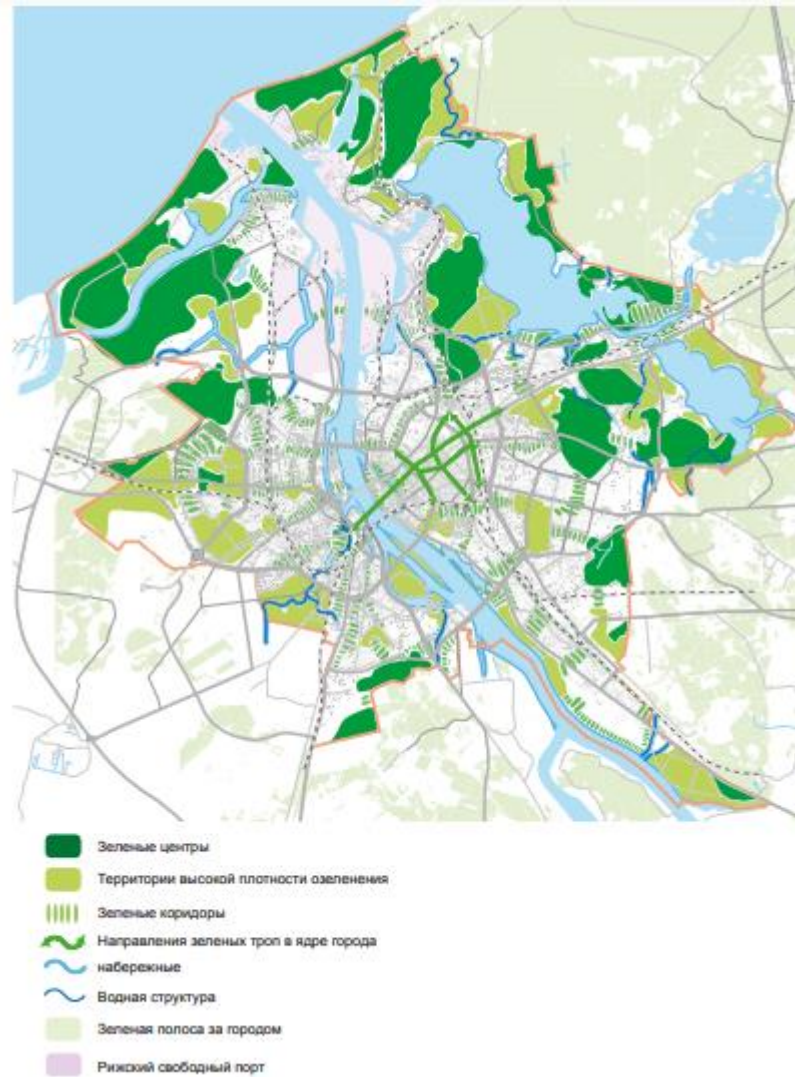 Зеленые центры
Территории высокой плотности озеленения
Зеленые коридоры
Направления зеленых троп в ядре города
набережные
Водная структура
Зеленая полоса за городом
Рижский свободный порт